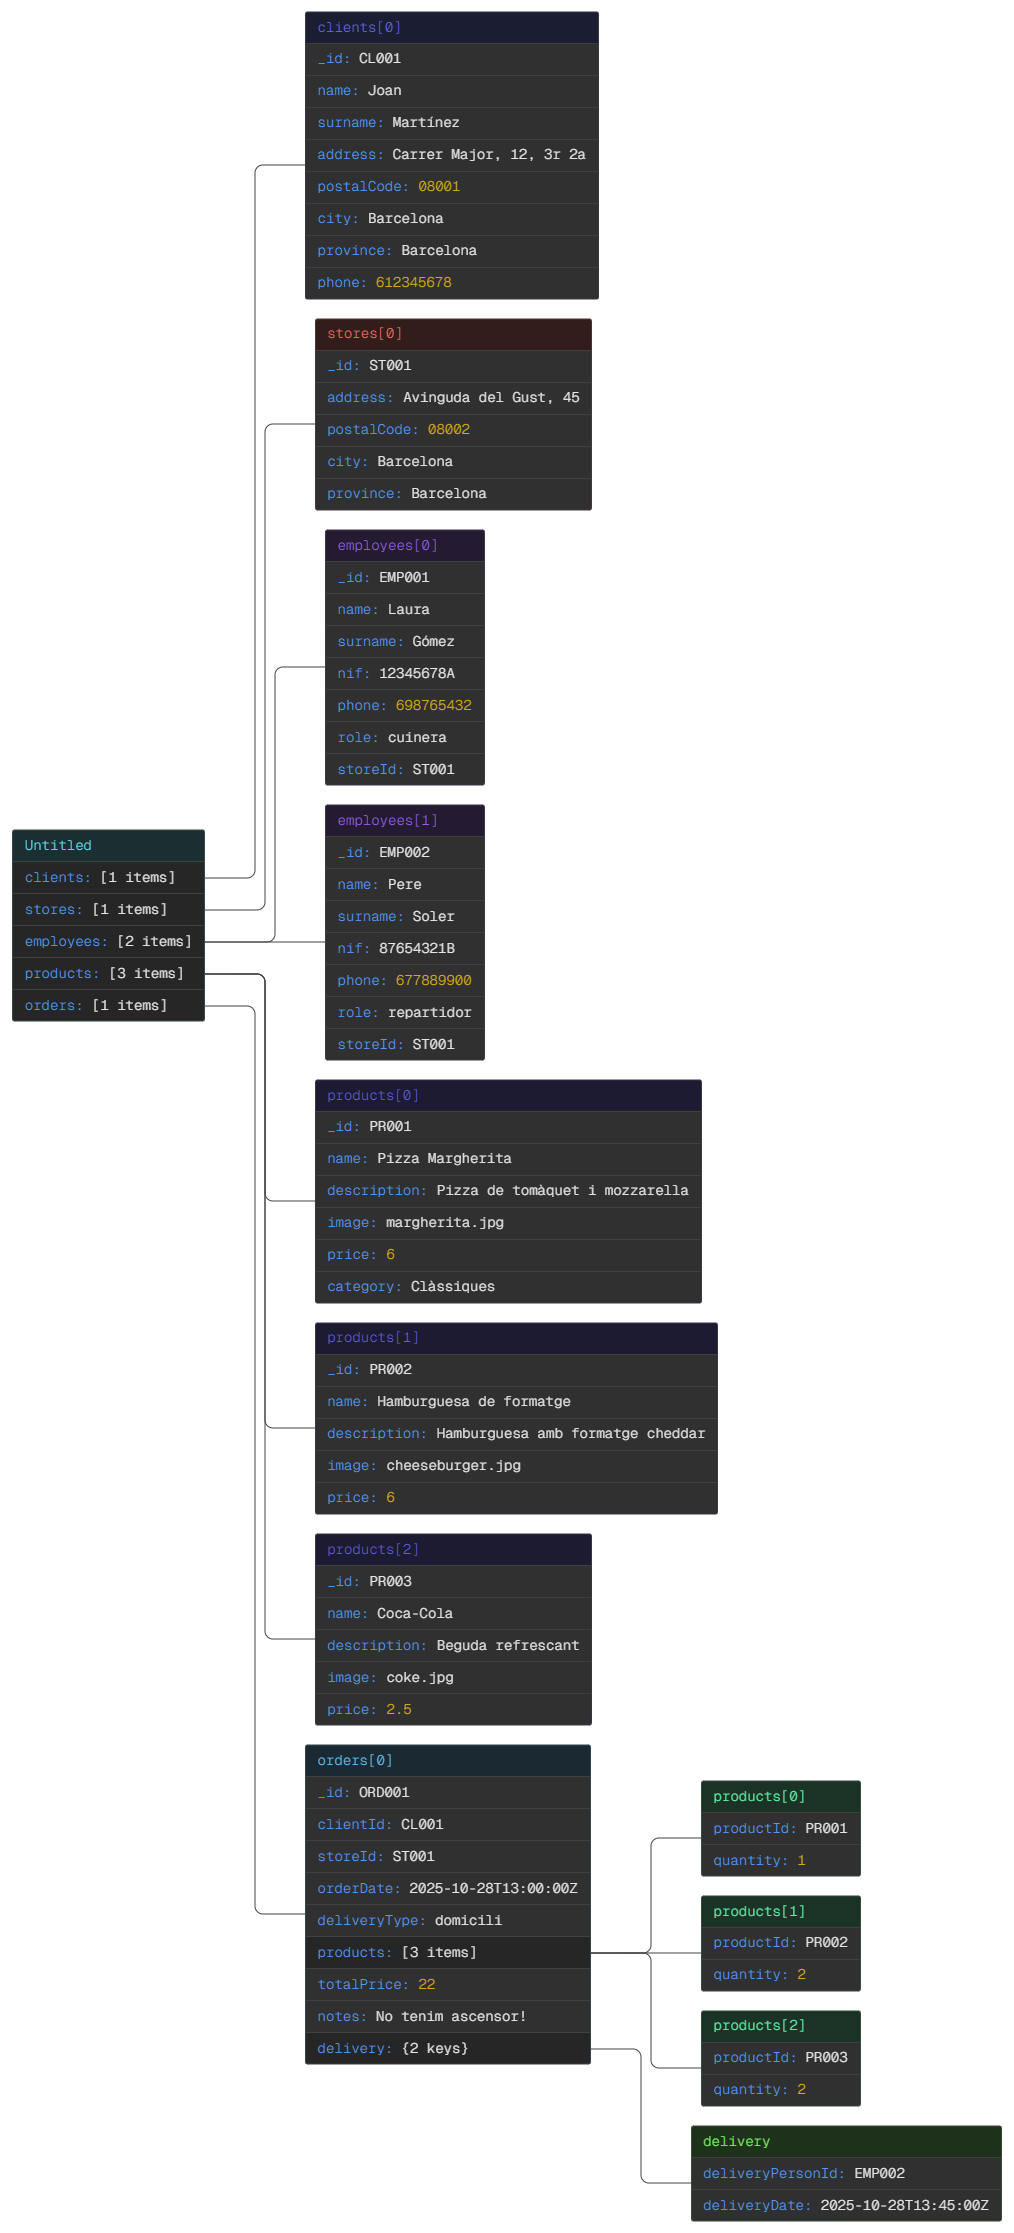 clients[0]
_id: CL001
name: Joan
surname: Martínez
address: Carrer Major, 12, 3r 2a
postalCode: 08001
city: Barcelona
province: Barcelona
phone: 612345678
stores[0]
_id: ST001
address: Avinguda del Gust, 45
postalCode: 08002
city: Barcelona
province: Barcelona
employees[0]
_id: EMP001
name: Laura
surname: Gómez
nif: 12345678A
phone: 698765432
role: cuinera
storeId: ST001
employees[1]
_id: EMP002
name: Pere
surname: Soler
nif: 87654321B
phone: 677889900
role: repartidor
storeId: ST001
Untitled
clients: [1 items]
stores: [1 items]
employees: [2 items]
products: [3 items]
orders: [1 items]
products[0]
_id: PR001
name: Pizza Margherita
description: Pizza de tomàquet i mozzarella
image: margherita.jpg
price: 6
category: Clàssiques
products[1]
_id: PR002
name: Hamburguesa de formatge
description: Hamburguesa amb formatge cheddar
image: cheeseburger.jpg
price: 6
products[2]
_id: PR003
name: Coca-Cola
description: Beguda refrescant
image: coke.jpg
price: 2.5
orders[0]
_id: ORD001
clientId: CL001
storeId: ST001
orderDate: 2025-10-28T13:00:00Z
deliveryType: domicili
products: [3 items]
totalPrice: 22
notes: No tenim ascensor!
delivery: {2 keys}
products[0]
productId: PR001
quantity: 1
products[1]
productId: PR002
quantity: 2
products[2]
productId: PR003
quantity: 2
delivery
deliveryPersonId: EMP002
deliveryDate: 2025-10-28T13:45:00Z